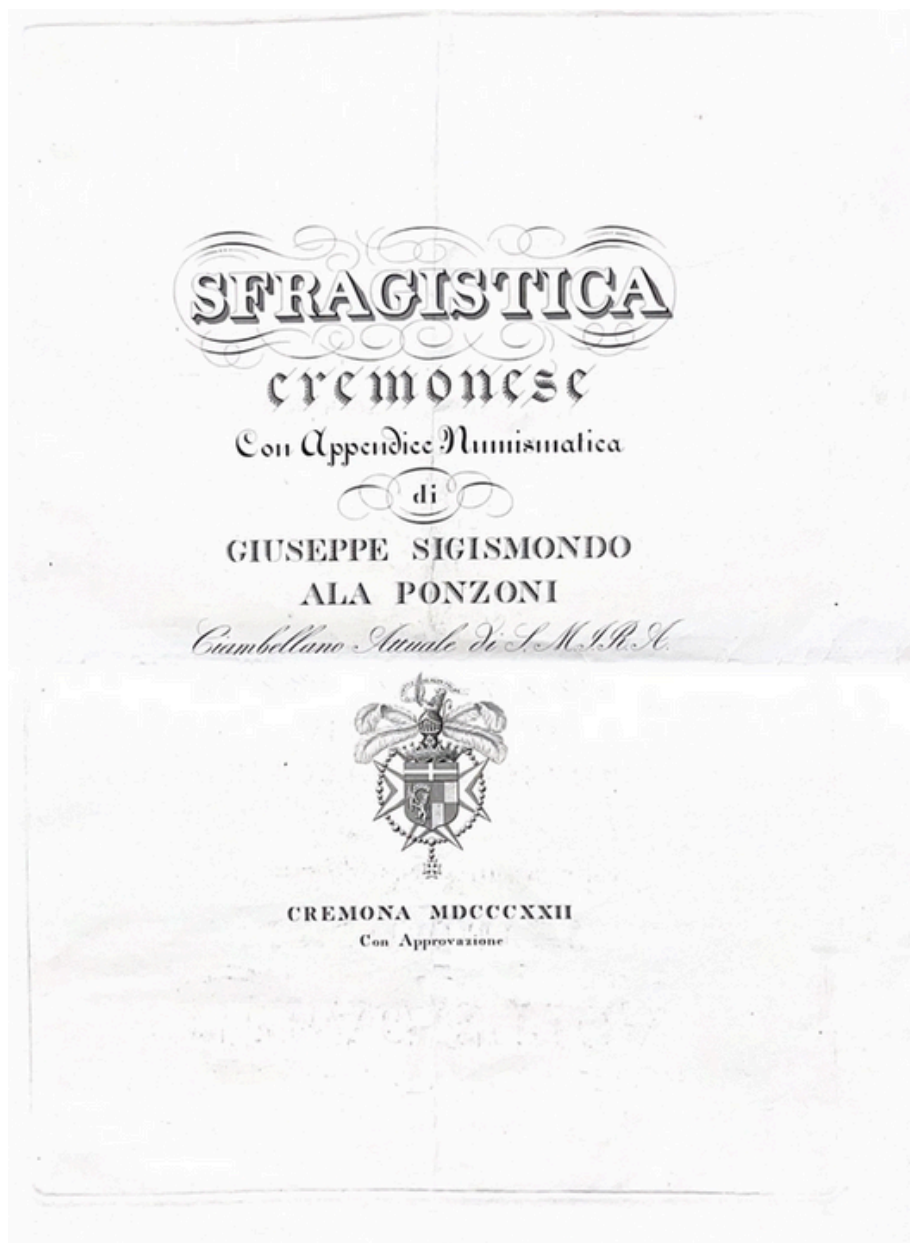 SFRAGISTICA
cremonese
Con Appendice Numismatica
di
GIUSEPPE SIGISMONDO
ALA PONZONI
Ciambellano Attuale di S. M. I. R. A.
CREMONA MDCCCXXII
Con Approvazione